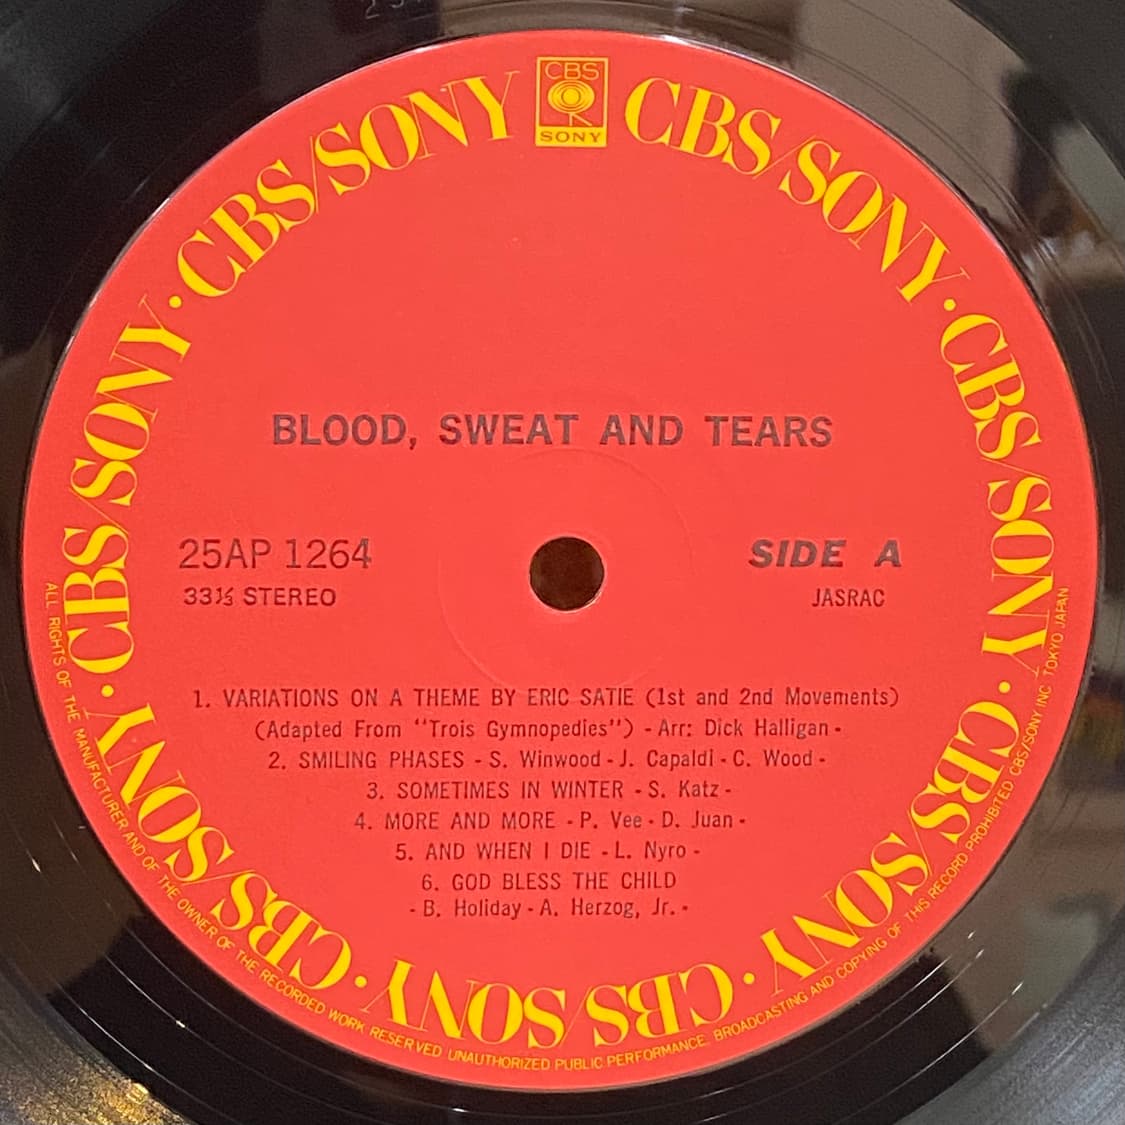 CBS
SONY
CBS/SONY · CBS/SONY · CBS/SONY · CBS/SONY · CBS/SONY · CBS/SONY · CBS/SONY · CBS/SONY
BLOOD, SWEAT AND TEARS
25AP 1264
SIDE A
33⅓ STEREO
JASRAC
1. VARIATIONS ON A THEME BY ERIC SATIE (1st and 2nd Movements)
(Adapted From "Trois Gymnopedies") - Arr: Dick Halligan -
2. SMILING PHASES - S. Winwood - J. Capaldi - C. Wood -
3. SOMETIMES IN WINTER - S. Katz -
4. MORE AND MORE - P. Vee - D. Juan -
5. AND WHEN I DIE - L. Nyro -
6. GOD BLESS THE CHILD
- B. Holiday - A. Herzog, Jr. -
ALL RIGHTS OF THE MANUFACTURER AND OF THE OWNER OF THE RECORDED WORK RESERVED UNAUTHORIZED PUBLIC PERFORMANCE. BROADCASTING AND COPYING OF THIS RECORD PROHIBITED CBS/SONY INC TOKYO JAPAN